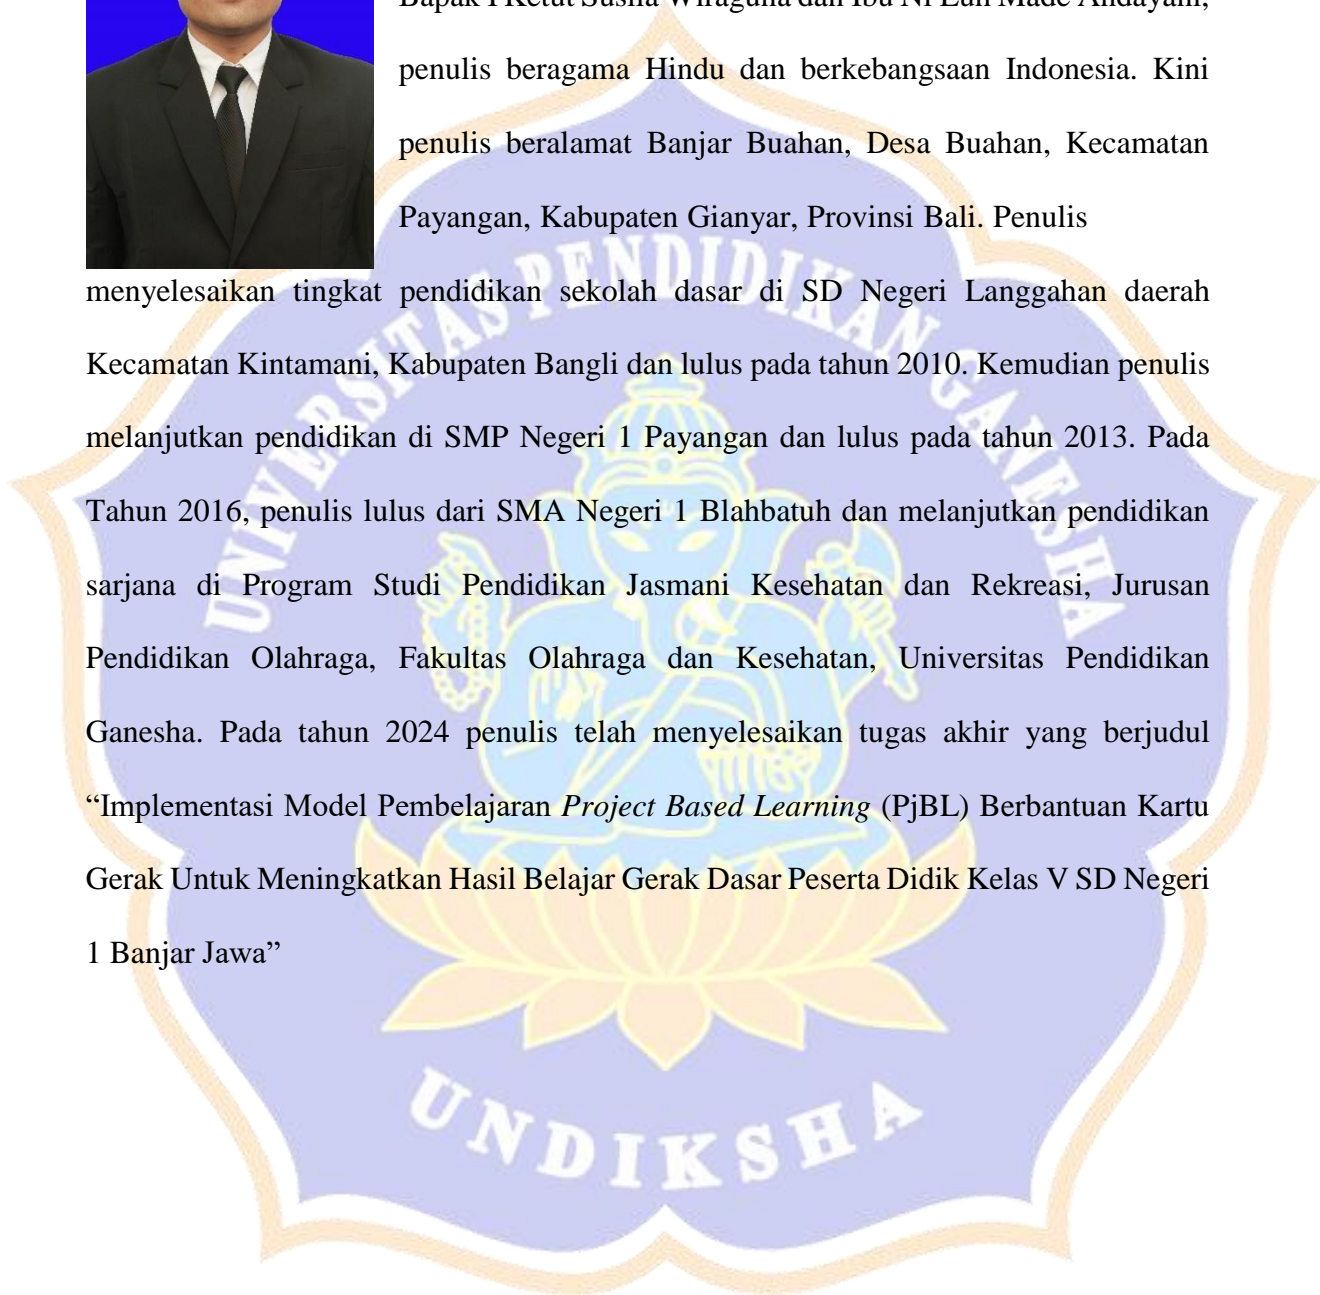 Bapak I Ketut Susila Wiraguna dan Ibu Ni Luh Made Andayani,
penulis beragama Hindu dan berkebangsaan Indonesia. Kini
penulis beralamat Banjar Buahan, Desa Buahan, Kecamatan
Payangan, Kabupaten Gianyar, Provinsi Bali. Penulis
menyelesaikan tingkat pendidikan sekolah dasar di SD Negeri Langgahan daerah
Kecamatan Kintamani, Kabupaten Bangli dan lulus pada tahun 2010. Kemudian penulis
melanjutkan pendidikan di SMP Negeri 1 Payangan dan lulus pada tahun 2013. Pada
Tahun 2016, penulis lulus dari SMA Negeri 1 Blahbatuh dan melanjutkan pendidikan
sarjana di Program Studi Pendidikan Jasmani Kesehatan dan Rekreasi, Jurusan
Pendidikan Olahraga, Fakultas Olahraga dan Kesehatan, Universitas Pendidikan
Ganesha. Pada tahun 2024 penulis telah menyelesaikan tugas akhir yang berjudul
“Implementasi Model Pembelajaran Project Based Learning (PjBL) Berbantuan Kartu
Gerak Untuk Meningkatkan Hasil Belajar Gerak Dasar Peserta Didik Kelas V SD Negeri
1 Banjar Jawa”
UNIVERSITAS PENDIDIKAN GANESHA
UNDIKSHA